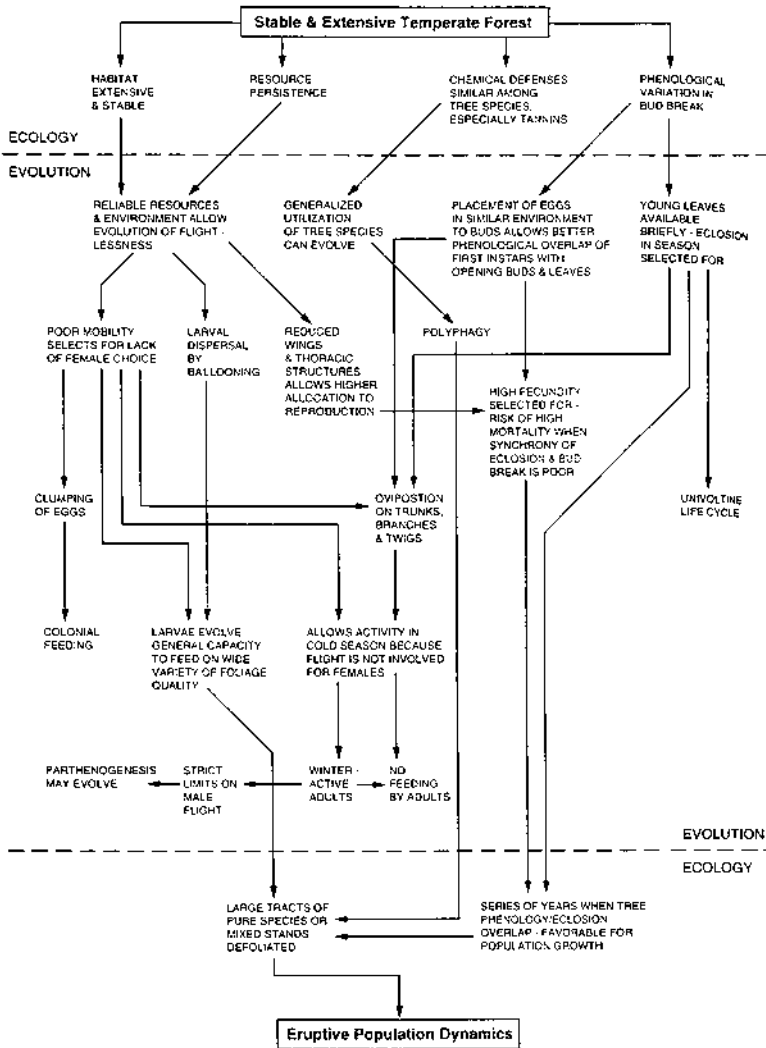 Stable & Extensive Temperate Forest
HABITAT
EXTENSIVE
& STABLE
RESOURCE
PERSISTENCE
CHEMICAL DEFENSES
SIMILAR AMONG
TREE SPECIES,
ESPECIALLY TANNINS
PHENOLOGICAL
VARIATION IN
BUD BREAK
ECOLOGY
EVOLUTION
RELIABLE RESOURCES
& ENVIRONMENT ALLOW
EVOLUTION OF FLIGHT -
LESSNESS
GENERALIZED
UTILIZATION
OF TREE SPECIES
CAN EVOLVE
PLACEMENT OF EGGS
IN SIMILAR ENVIRONMENT
TO BUDS ALLOWS BETTER
PHENOLOGICAL OVERLAP OF
FIRST INSTARS WITH
OPENING BUDS & LEAVES
YOUNG LEAVES
AVAILABLE
BRIEFLY - ECLOSION
IN SEASON
SELECTED FOR
POOR MOBILITY
SELECTS FOR LACK
OF FEMALE CHOICE
LARVAL
DISPERSAL
BY
BALLOONING
REDUCED
WINGS
& THORACIC
STRUCTURES
ALLOWS HIGHER
ALLOCATION TO
REPRODUCTION
POLYPHAGY
HIGH FECUNDITY
SELECTED FOR -
RISK OF HIGH
MORTALITY WHEN
SYNCHRONY OF
ECLOSION & BUD
BREAK IS POOR
CLUMPING
OF EGGS
OVIPOSTION
ON TRUNKS,
BRANCHES
& TWIGS
UNIVOLTINE
LIFE CYCLE
COLONIAL
FEEDING
LARVAE EVOLVE
GENERAL CAPACITY
TO FEED ON WIDE
VARIETY OF FOLIAGE
QUALITY
ALLOWS ACTIVITY IN
COLD SEASON BECAUSE
FLIGHT IS NOT INVOLVED
FOR FEMALES
PARTHENOGENESIS
MAY EVOLVE
STRICT
LIMITS ON
MALE
FLIGHT
WINTER -
ACTIVE
ADULTS
NO
FEEDING
BY ADULTS
EVOLUTION
ECOLOGY
LARGE TRACTS OF
PURE SPECIES OR
MIXED STANDS
DEFOLIATED
SERIES OF YEARS WHEN TREE
PHENOLOGY/ECLOSION
OVERLAP - FAVORABLE FOR
POPULATION GROWTH
Eruptive Population Dynamics